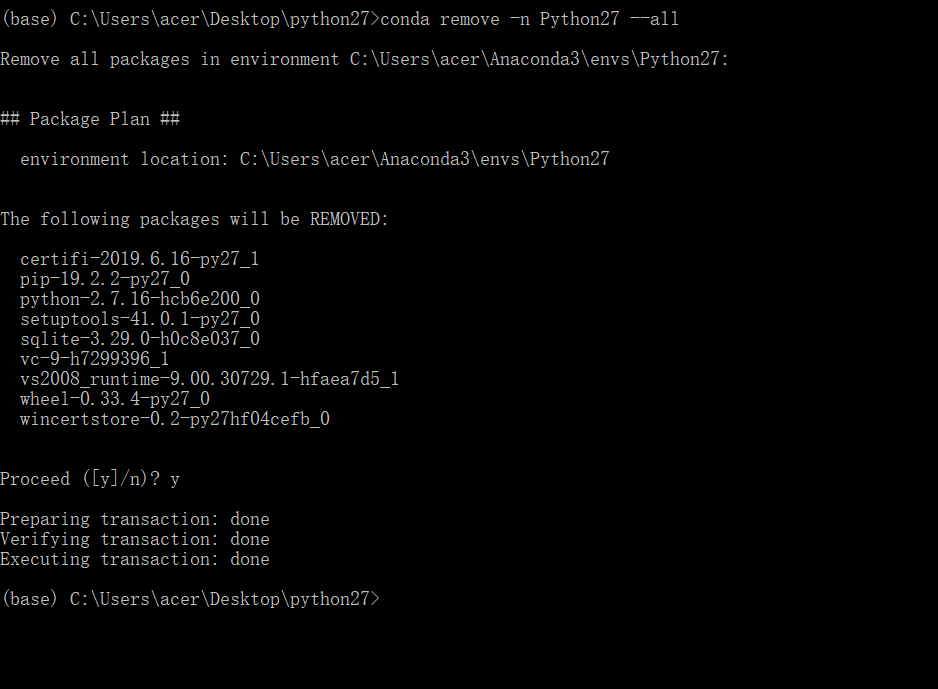 (base) C:\Users\acer\Desktop\python27>conda remove -n Python27 --all
Remove all packages in environment C:\Users\acer\Anaconda3\envs\Python27:
## Package Plan ##
environment location: C:\Users\acer\Anaconda3\envs\Python27
The following packages will be REMOVED:
certifi-2019.6.16-py27_1
pip-19.2.2-py27_0
python-2.7.16-hcb6e200_0
setuptools-41.0.1-py27_0
sqlite-3.29.0-h0c8e037_0
vc-9-h7299396_1
vs2008_runtime-9.00.30729.1-hfaea7d5_1
wheel-0.33.4-py27_0
wincertstore-0.2-py27hf04cefb_0
Proceed ([y]/n)? y
Preparing transaction: done
Verifying transaction: done
Executing transaction: done
(base) C:\Users\acer\Desktop\python27>